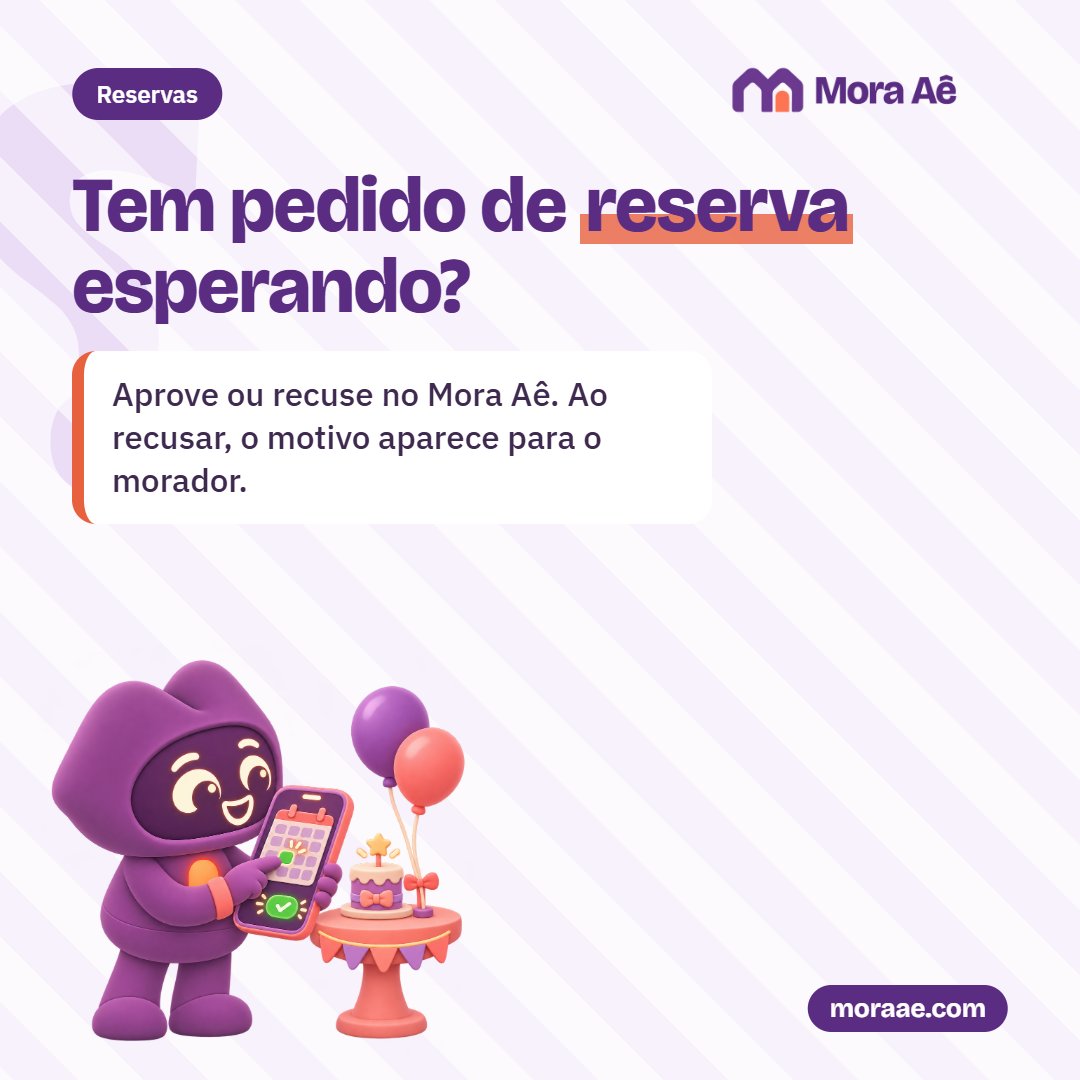 Reservas
Mora Aê
Tem pedido de reserva
esperando?
Aprove ou recuse no Mora Aê. Ao
recusar, o motivo aparece para o
morador.
moraae.com